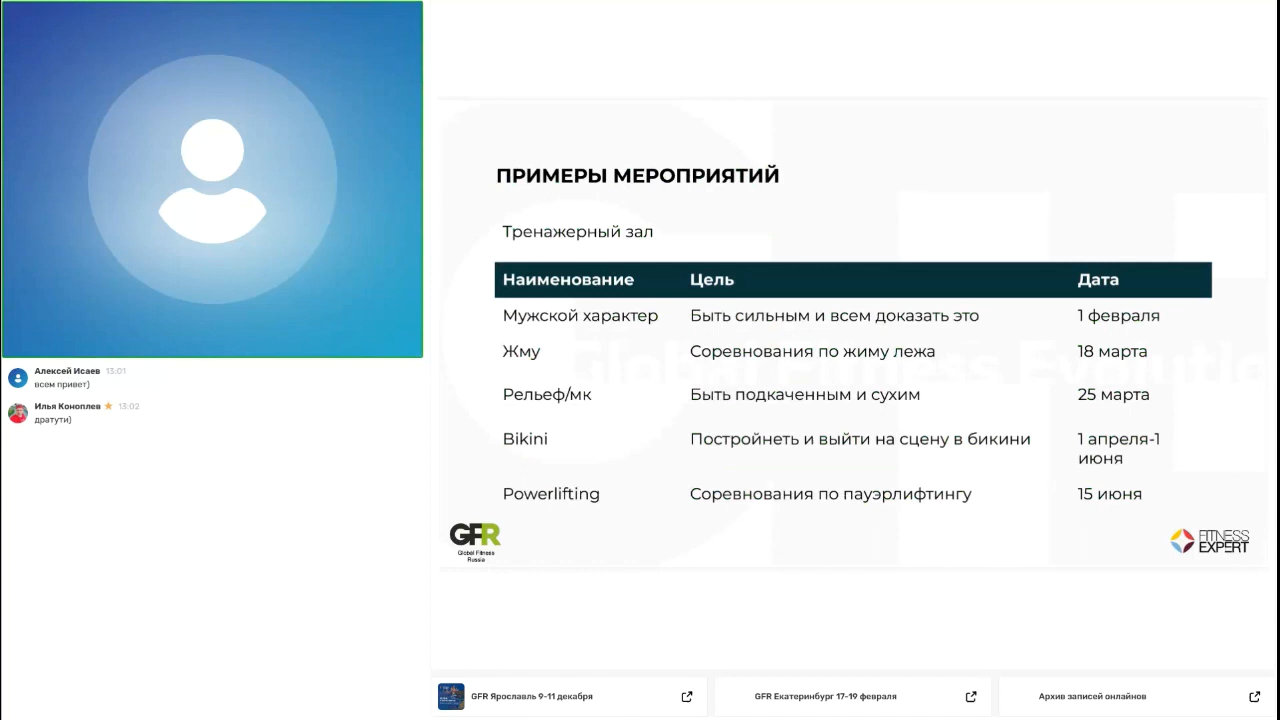 Алексей Исаев 13:01
всем привет)
Илья Коноплев 13:02
дратути)
ПРИМЕРЫ МЕРОПРИЯТИЙ
Тренажерный зал
Наименование Цель Дата
Мужской характер Быть сильным и всем доказать это 1 февраля
Жму Соревнования по жиму лежа 18 марта
Рельеф/мк Быть подкаченным и сухим 25 марта
Bikini Постройнеть и выйти на сцену в бикини 1 апреля-1
июня
Powerlifting Соревнования по пауэрлифтингу 15 июня
Global Fitness Evolutio
GFR
Global Fitness
Russia
FITNESS
EXPERT
GFR Ярославль 9-11 декабря
GFR Екатеринбург 17-19 февраля
Архив записей онлайнов